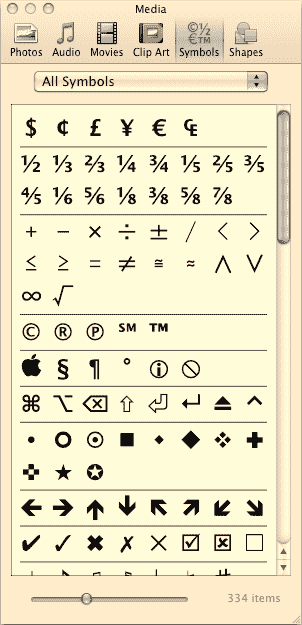 Media
Photos Audio Movies Clip Art Symbols Shapes
All Symbols
$ ¢ £ ¥ € ₠
½ ⅓ ⅔ ¼ ¾ ⅕ ⅖ ⅗
⅘ ⅙ ⅚ ⅛ ⅜ ⅝ ⅞
+ − × ÷ ± / < >
≤ ≥ = ≠ ≅ ≈ ⋀ ⋁
∞ √
© ® ℗ ℠ ™
 § ¶ ° ⓘ ⃠
⌘ ⌥ ⌫ ⇧ ⏎ ↵ ⏏ ⌃
• ⭘ ⦿ ■ ⬩ ◆ ❖ ✚
✜ ★ ✪
← → ↑ ↓ ↖ ↗ ↙ ↘
✔ ✓ ✖ ✗ ╳ ☑ ☒ ☐
334 items